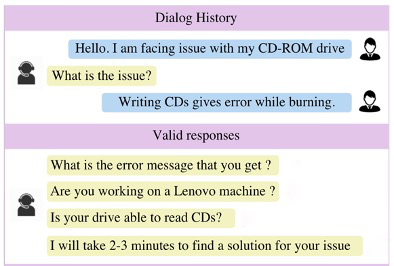 Dialog History
Hello. I am facing issue with my CD-ROM drive
What is the issue?
Writing CDs gives error while burning.
Valid responses
What is the error message that you get ?
Are you working on a Lenovo machine ?
Is your drive able to read CDs?
I will take 2-3 minutes to find a solution for your issue